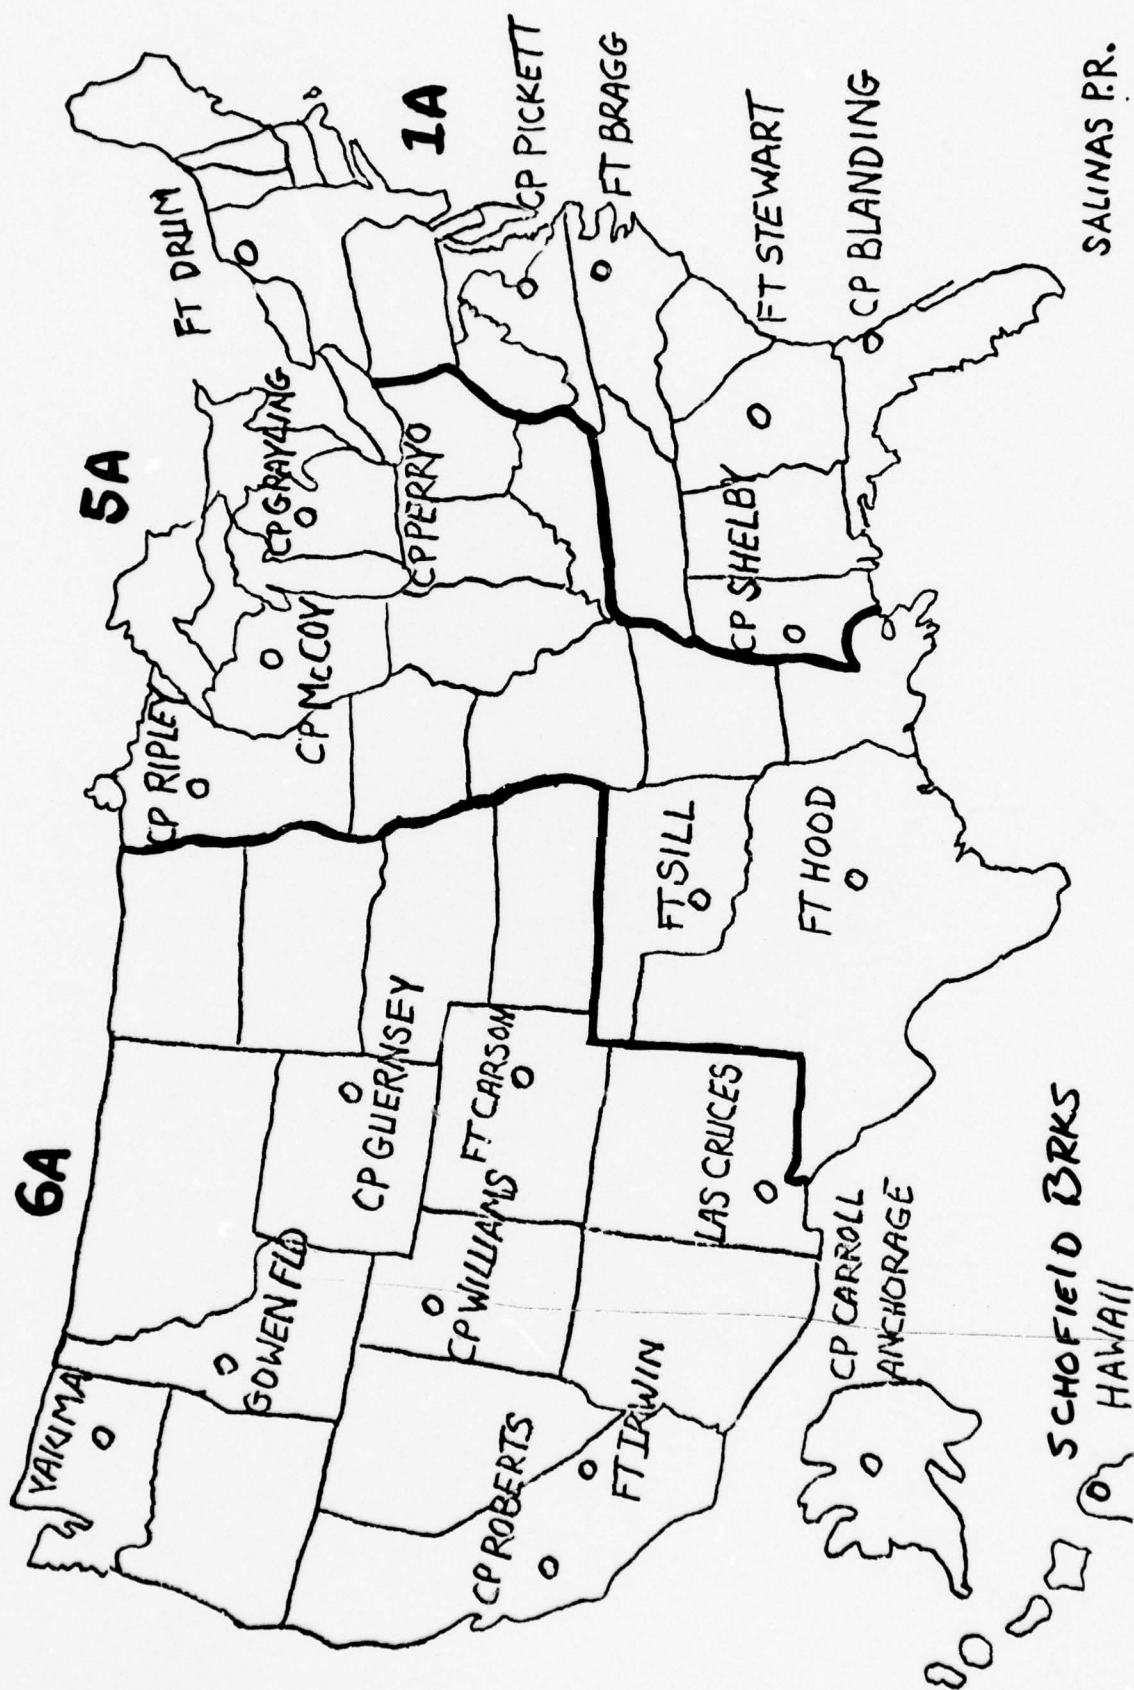 6A
5A
1A
YAKIMA
GOWEN FLD
CP GUERNSEY
CP RIPLEY
CP McCOY
CP GRAYLING
FT DRUM
CP PERRY
CP PICKETT
FT BRAGG
CP ROBERTS
CP WILLIAMS
FT CARSON
FT IRWIN
LAS CRUCES
FT SILL
FT HOOD
CP SHELBY
FT STEWART
CP BLANDING
CP CARROLL
ANCHORAGE
SCHOFIELD BRKS
HAWAII
SALINAS P.R.